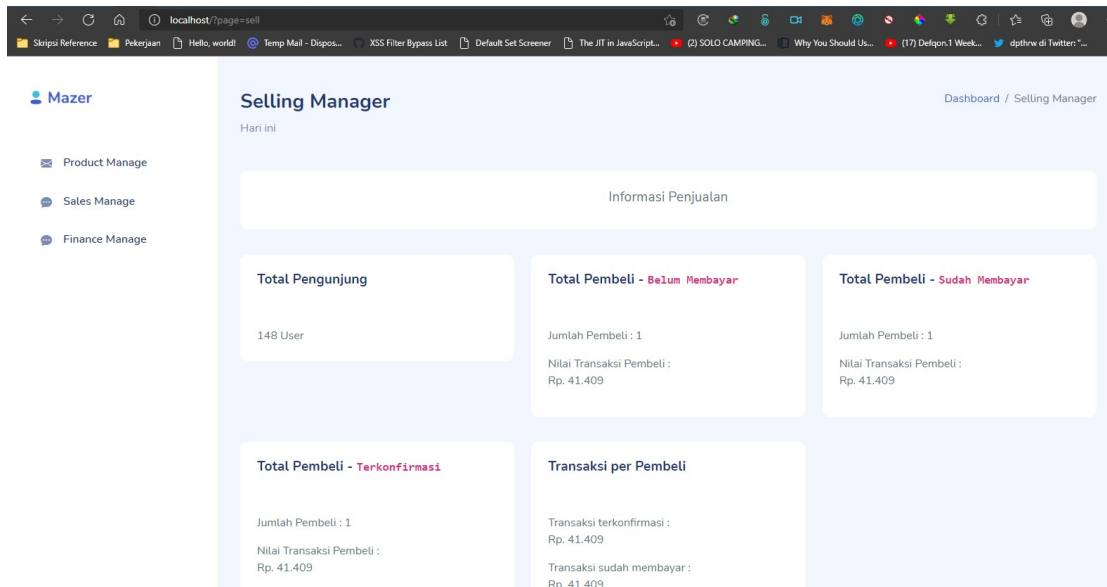 localhost/?page=sell
Skripsi Reference
Pekerjaan
Hello, world!
Temp Mail - Dispos...
XSS Filter Bypass List
Default Set Screener
The JIT in JavaScript...
(2) SOLO CAMPING...
Why You Should Us...
(17) Defqon.1 Week...
dpthrw di Twitter: "...
Mazer
Product Manage
Sales Manage
Finance Manage
Selling Manager
Dashboard / Selling Manager
Hari ini
Informasi Penjualan
Total Pengunjung
148 User
Total Pembeli - Belum Membayar
Jumlah Pembeli : 1
Nilai Transaksi Pembeli :
Rp. 41.409
Total Pembeli - Sudah Membayar
Jumlah Pembeli : 1
Nilai Transaksi Pembeli :
Rp. 41.409
Total Pembeli - Terkonfirmasi
Jumlah Pembeli : 1
Nilai Transaksi Pembeli :
Rp. 41.409
Transaksi per Pembeli
Transaksi terkonfirmasi :
Rp. 41.409
Transaksi sudah membayar :
Rp. 41.409